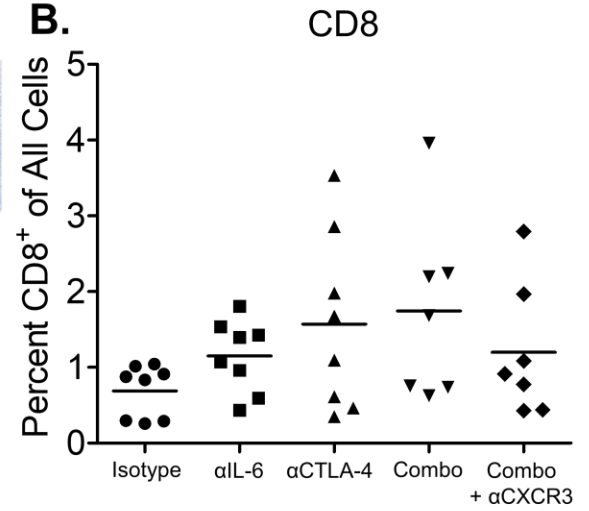 B.
CD8
Percent CD8⁺ of All Cells
5
4
3
2
1
0
Isotype
αIL-6
αCTLA-4
Combo
Combo
+ αCXCR3